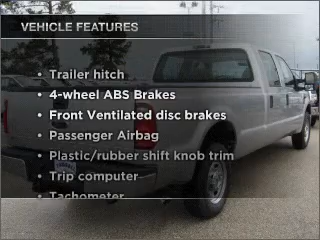 VEHICLE FEATURES
• Trailer hitch
• 4-wheel ABS Brakes
• Front Ventilated disc brakes
• Passenger Airbag
• Plastic/rubber shift knob trim
• Trip computer
• Tachometer